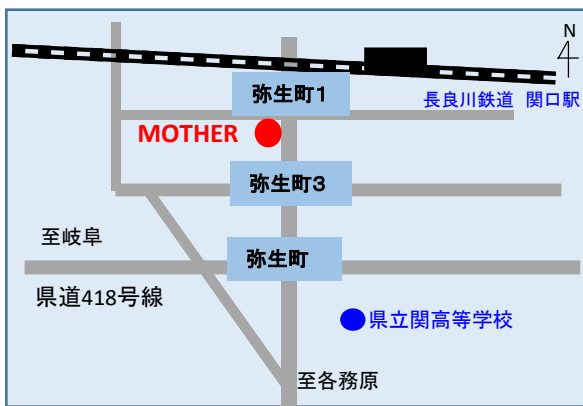 N
弥生町1
長良川鉄道 関口駅
MOTHER
弥生町3
至岐阜
弥生町
県道418号線
県立関高等学校
至各務原